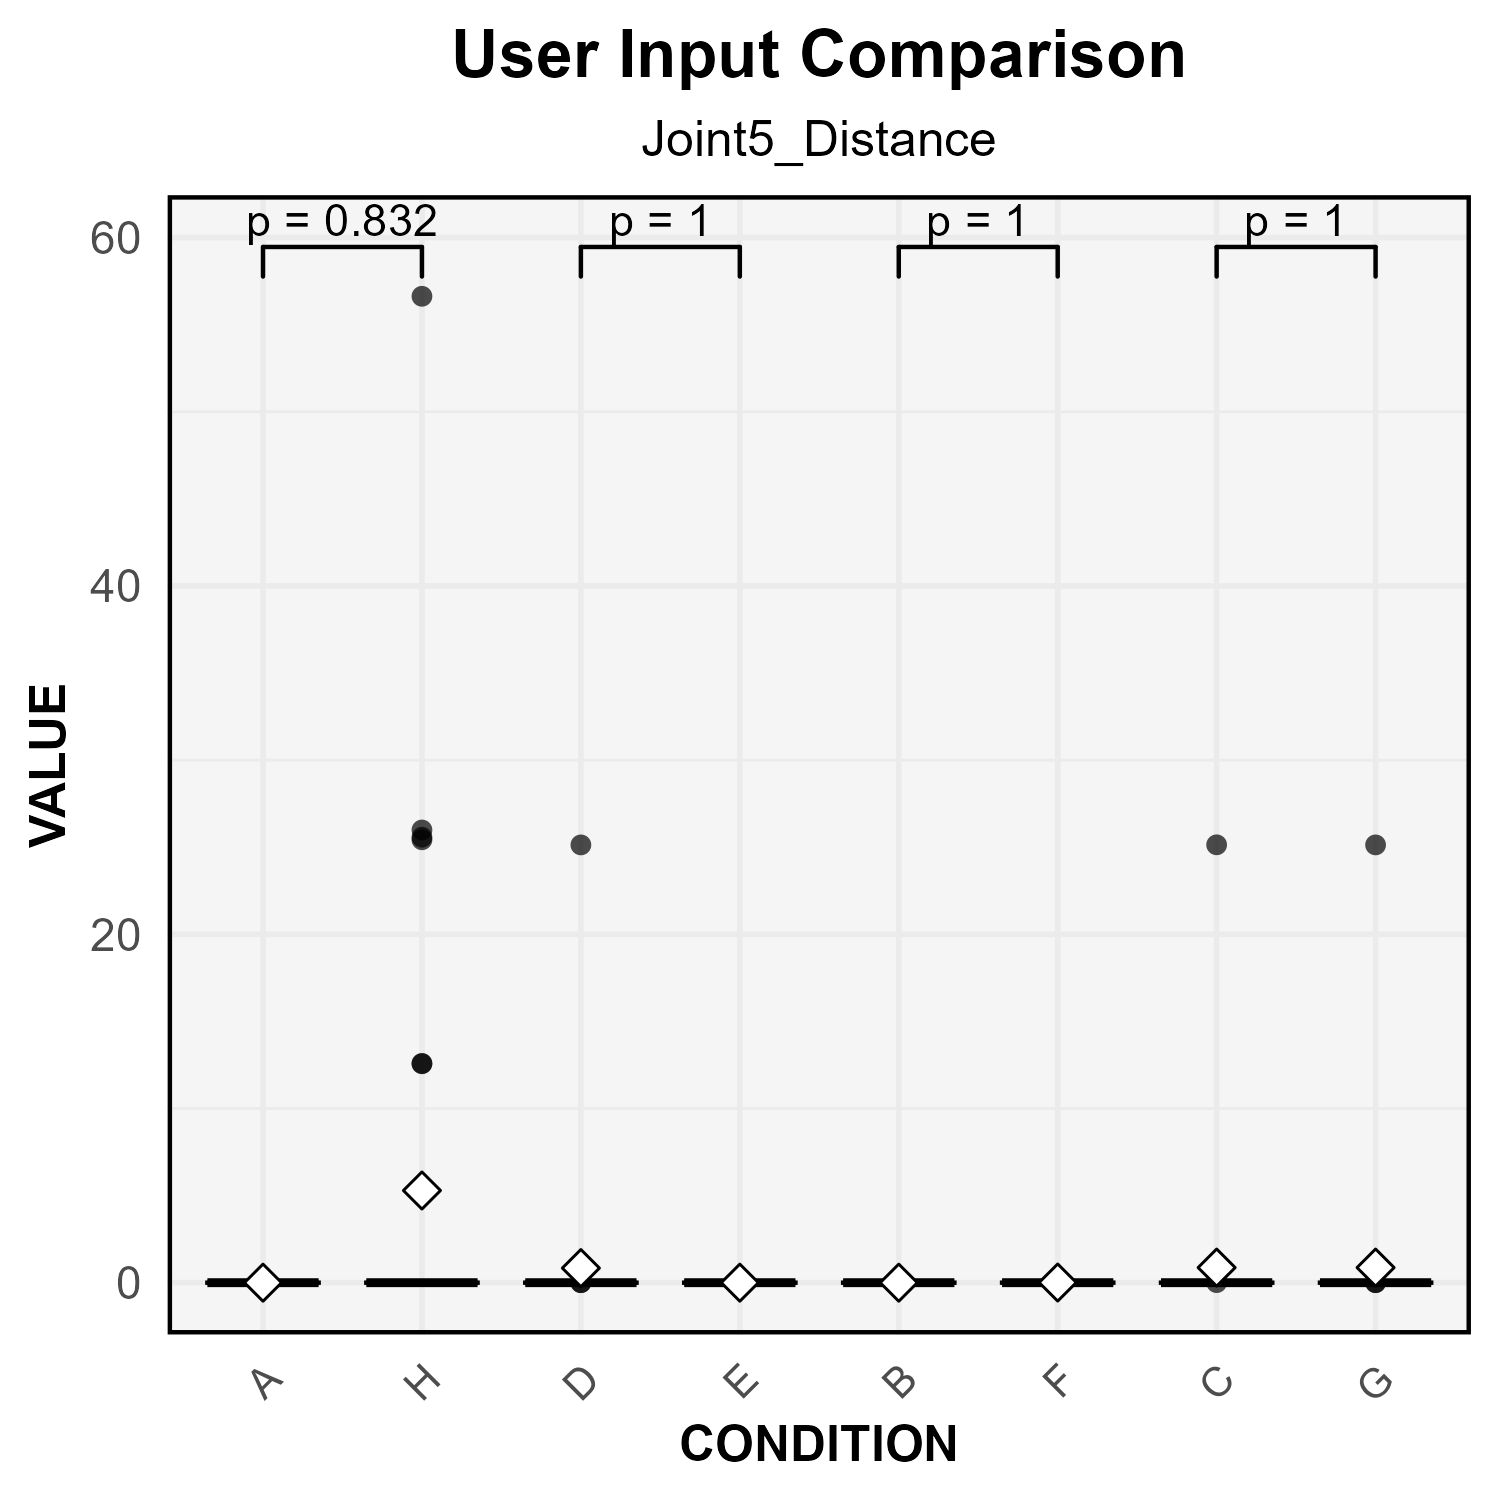 User Input Comparison
Joint5_Distance
p = 0.832
p = 1
p = 1
p = 1
60
40
20
0
VALUE
A
H
D
E
B
F
C
G
CONDITION